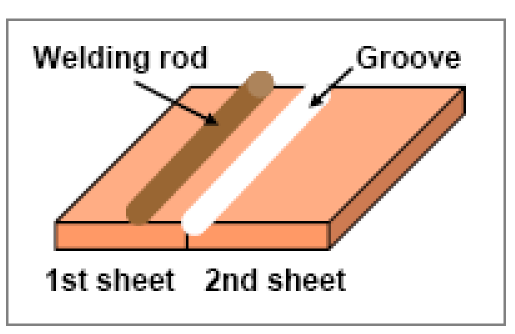 Welding rod
Groove
1st sheet
2nd sheet